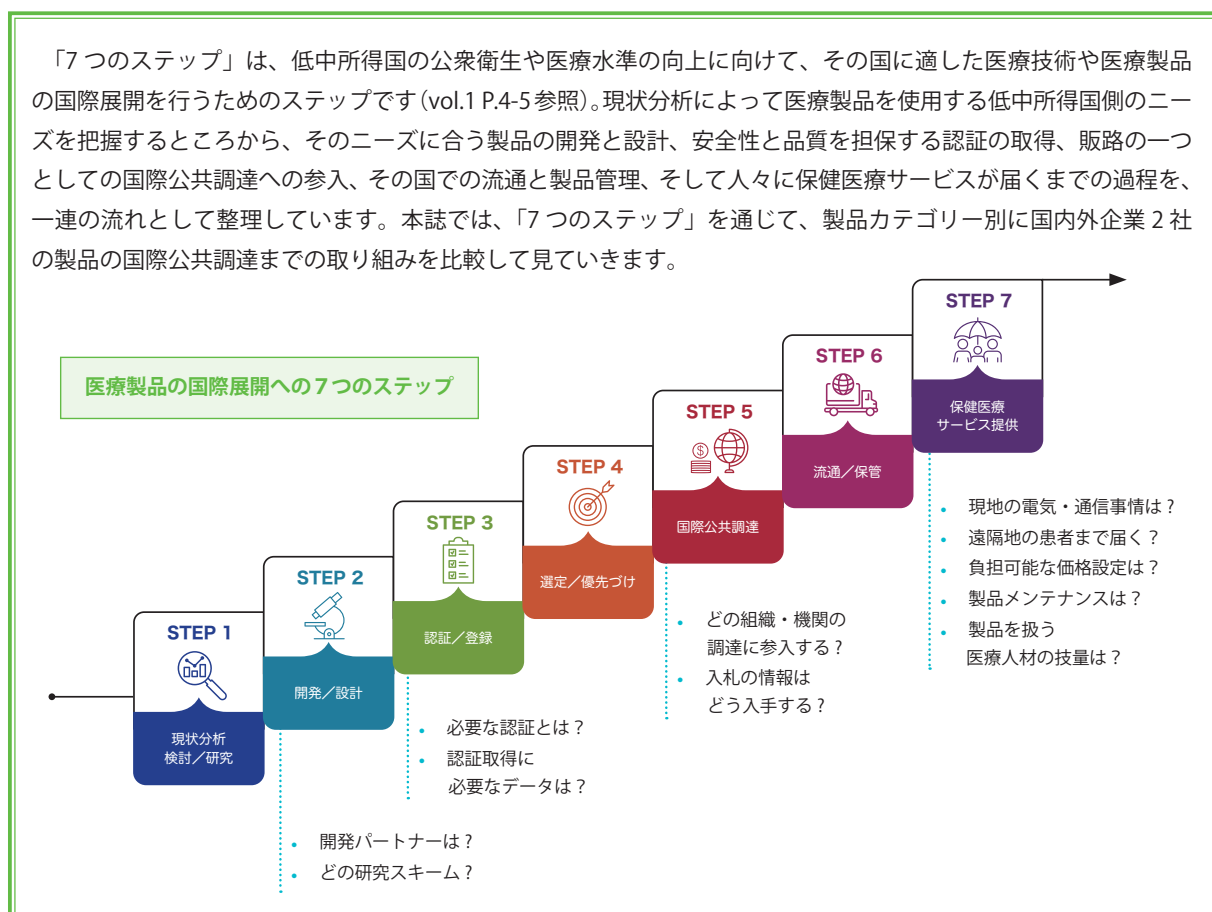 「7 つのステップ」は、低中所得国の公衆衛生や医療水準の向上に向けて、その国に適した医療技術や医療製品
の国際展開を行うためのステップです(vol.1 P.4-5 参照)。現状分析によって医療製品を使用する低中所得国側のニー
ズを把握するところから、そのニーズに合う製品の開発と設計、安全性と品質を担保する認証の取得、販路の一つ
としての国際公共調達への参入、その国での流通と製品管理、そして人々に保健医療サービスが届くまでの過程を、
一連の流れとして整理しています。本誌では、「7 つのステップ」を通じて、製品カテゴリー別に国内外企業 2 社
の製品の国際公共調達までの取り組みを比較して見ていきます。
医療製品の国際展開への7つのステップ
STEP 1
現状分析
検討／研究
STEP 2
開発／設計
• 開発パートナーは？
• どの研究スキーム？
STEP 3
認証／登録
• 必要な認証とは？
• 認証取得に
必要なデータは？
STEP 4
選定／優先づけ
STEP 5
$
国際公共調達
• どの組織・機関の
調達に参入する？
• 入札の情報は
どう入手する？
STEP 6
流通／保管
STEP 7
保健医療
サービス提供
• 現地の電気・通信事情は？
• 遠隔地の患者まで届く？
• 負担可能な価格設定は？
• 製品メンテナンスは？
• 製品を扱う
医療人材の技量は？